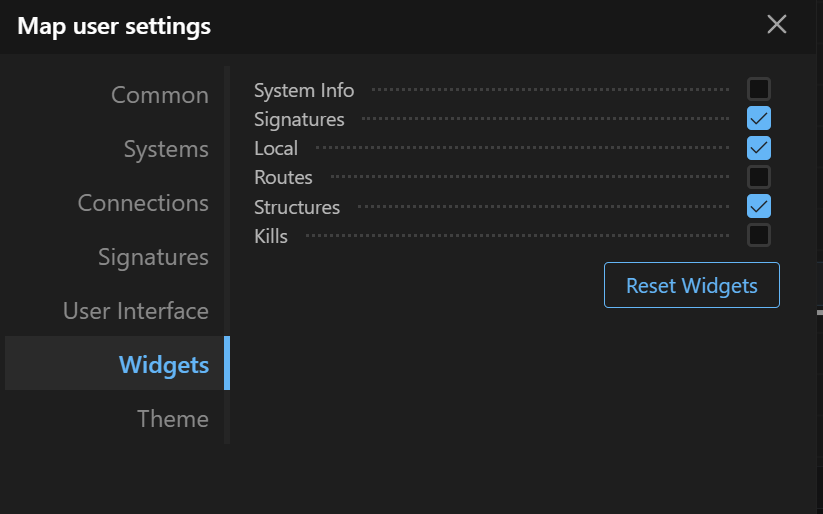 Map user settings
Common
Systems
Connections
Signatures
User Interface
Widgets
Theme
System Info
Signatures
Local
Routes
Structures
Kills
Reset Widgets